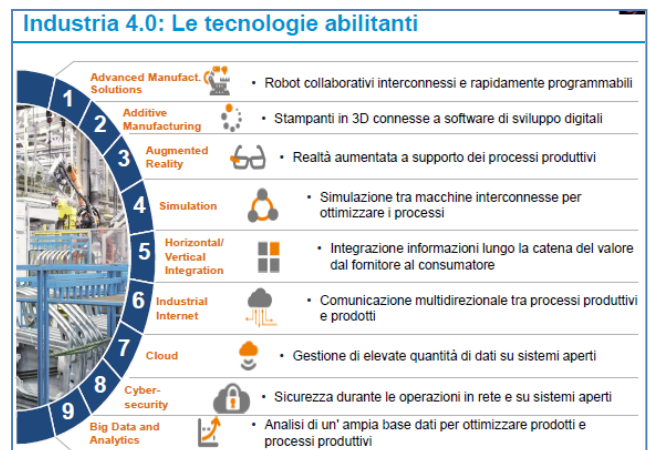 Industria 4.0: Le tecnologie abilitanti
1
Advanced Manufact.
Solutions
• Robot collaborativi interconnessi e rapidamente programmabili
2
Additive
Manufacturing
• Stampanti in 3D connesse a software di sviluppo digitali
3
Augmented
Reality
• Realtà aumentata a supporto dei processi produttivi
4
Simulation
• Simulazione tra macchine interconnesse per
ottimizzare i processi
5
Horizontal/
Vertical
Integration
• Integrazione informazioni lungo la catena del valore
dal fornitore al consumatore
6
Industrial
Internet
• Comunicazione multidirezionale tra processi produttivi
e prodotti
7
Cloud
• Gestione di elevate quantità di dati su sistemi aperti
8
Cyber-
security
• Sicurezza durante le operazioni in rete e su sistemi aperti
9
Big Data and
Analytics
• Analisi di un' ampia base dati per ottimizzare prodotti e
processi produttivi